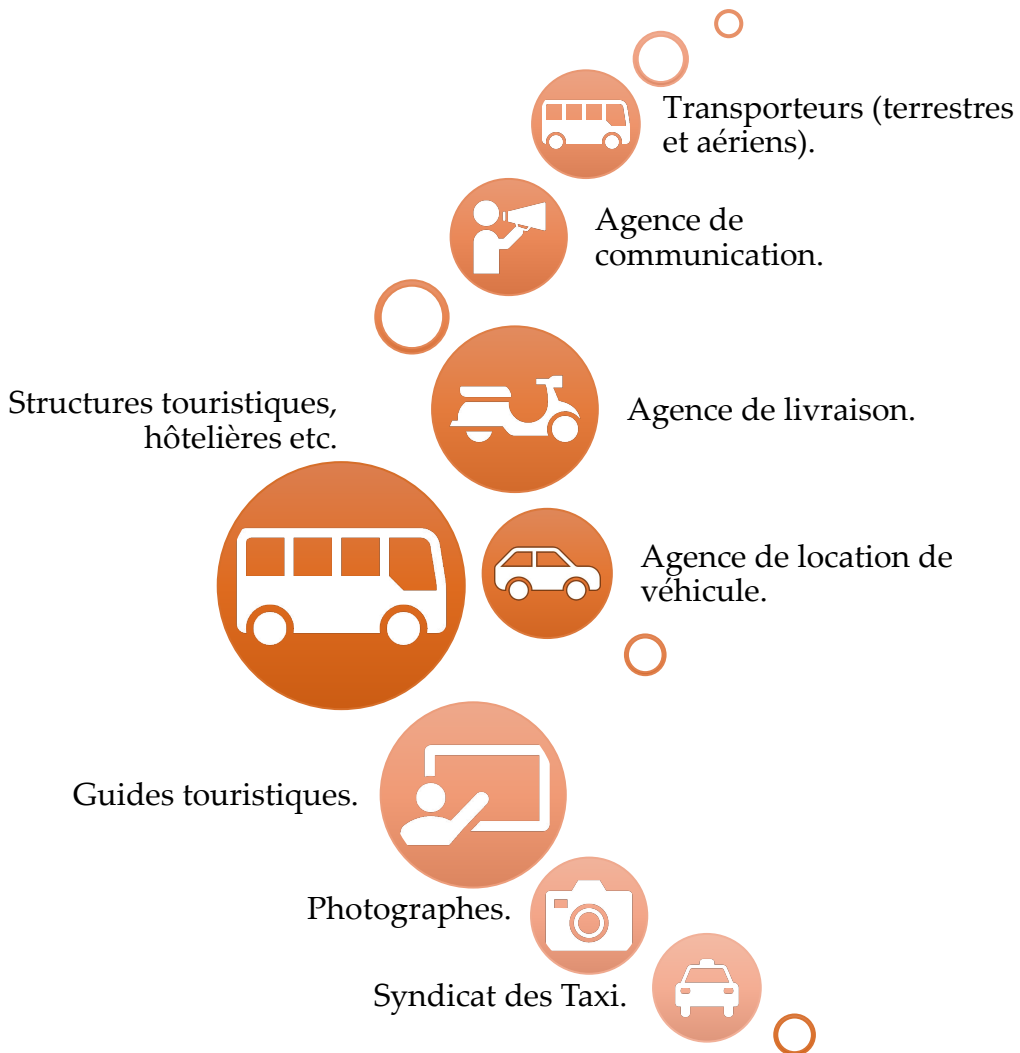 Transporteurs (terrestres
et aériens).
Agence de
communication.
Structures touristiques,
hôtelières etc.
Agence de livraison.
Agence de location de
véhicule.
Guides touristiques.
Photographes.
Syndicat des Taxi.